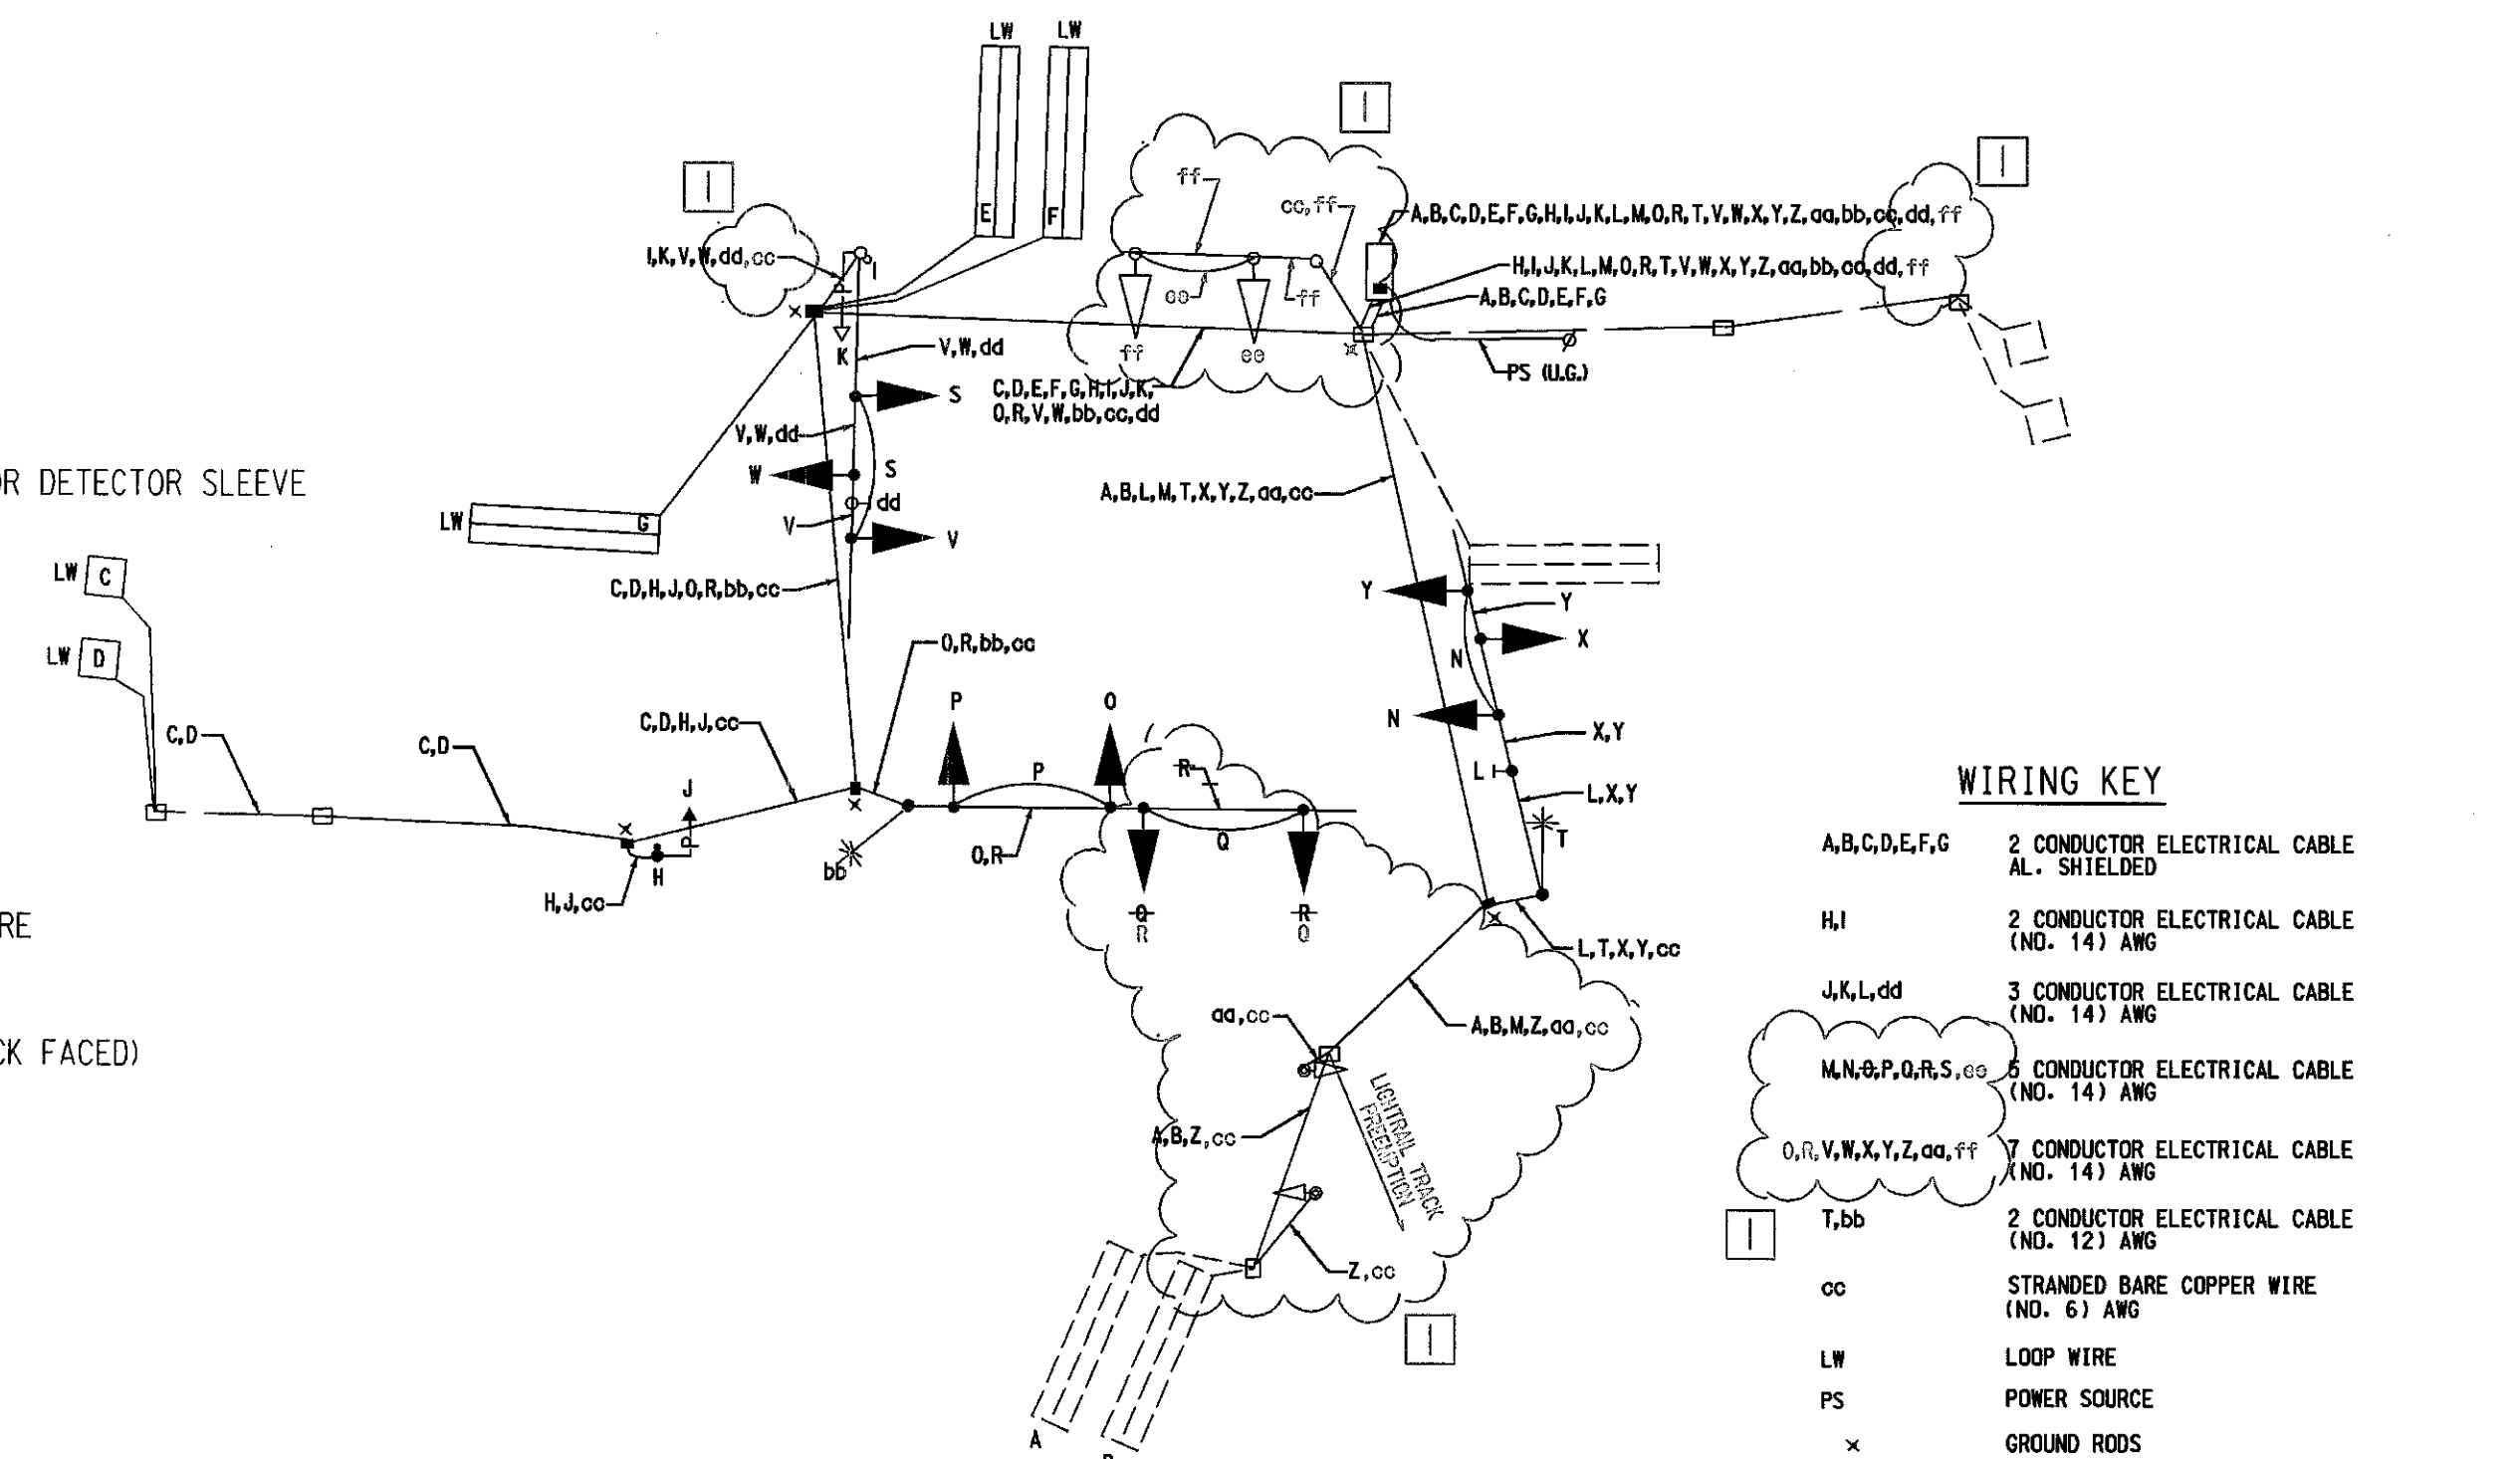 LW
LW
E
F
I
I
I
ff
cc,ff
A,B,C,D,E,F,G,H,I,J,K,L,M,O,R,T,V,W,X,Y,Z,aa,bb,cc,dd,ff
I,K,V,W,dd,cc
I
P
H,I,J,K,L,M,O,R,T,V,W,X,Y,Z,aa,bb,cc,dd,ff
A,B,C,D,E,F,G
ee
ff
K
V,W,dd
ff
ee
PS (U.G.)
C,D,E,F,G,H,I,J,K,
O,R,V,W,bb,cc,dd
S
V,W,dd
W
S
dd
V
V
A,B,L,M,T,X,Y,Z,aa,cc
OR DETECTOR SLEEVE
LW
G
LW
C
C,D,H,J,O,R,bb,cc
Y
Y
X
N
LW
D
O,R,bb,cc
N
X,Y
P
O
C,D,H,J,cc
C,D
C,D
P
R
L
L,X,Y
J
P
H
H,J,cc
bb
O,R
Q
T
Q
R
R
Q
L,T,X,Y,cc
RE
CK FACED)
aa,cc
A,B,M,Z,aa,cc
LIGHTRAIL TRACK
PREEMPTION
A,B,Z,cc
Z,cc
A
I
WIRING KEY
A,B,C,D,E,F,G 2 CONDUCTOR ELECTRICAL CABLE
AL. SHIELDED
H,I 2 CONDUCTOR ELECTRICAL CABLE
(NO. 14) AWG
J,K,L,dd 3 CONDUCTOR ELECTRICAL CABLE
(NO. 14) AWG
M,N,O,P,Q,R,S,ee 5 CONDUCTOR ELECTRICAL CABLE
(NO. 14) AWG
O,R,V,W,X,Y,Z,aa,ff 7 CONDUCTOR ELECTRICAL CABLE
(NO. 14) AWG
I
T,bb 2 CONDUCTOR ELECTRICAL CABLE
(NO. 12) AWG
cc STRANDED BARE COPPER WIRE
(NO. 6) AWG
LW LOOP WIRE
PS POWER SOURCE
x GROUND RODS